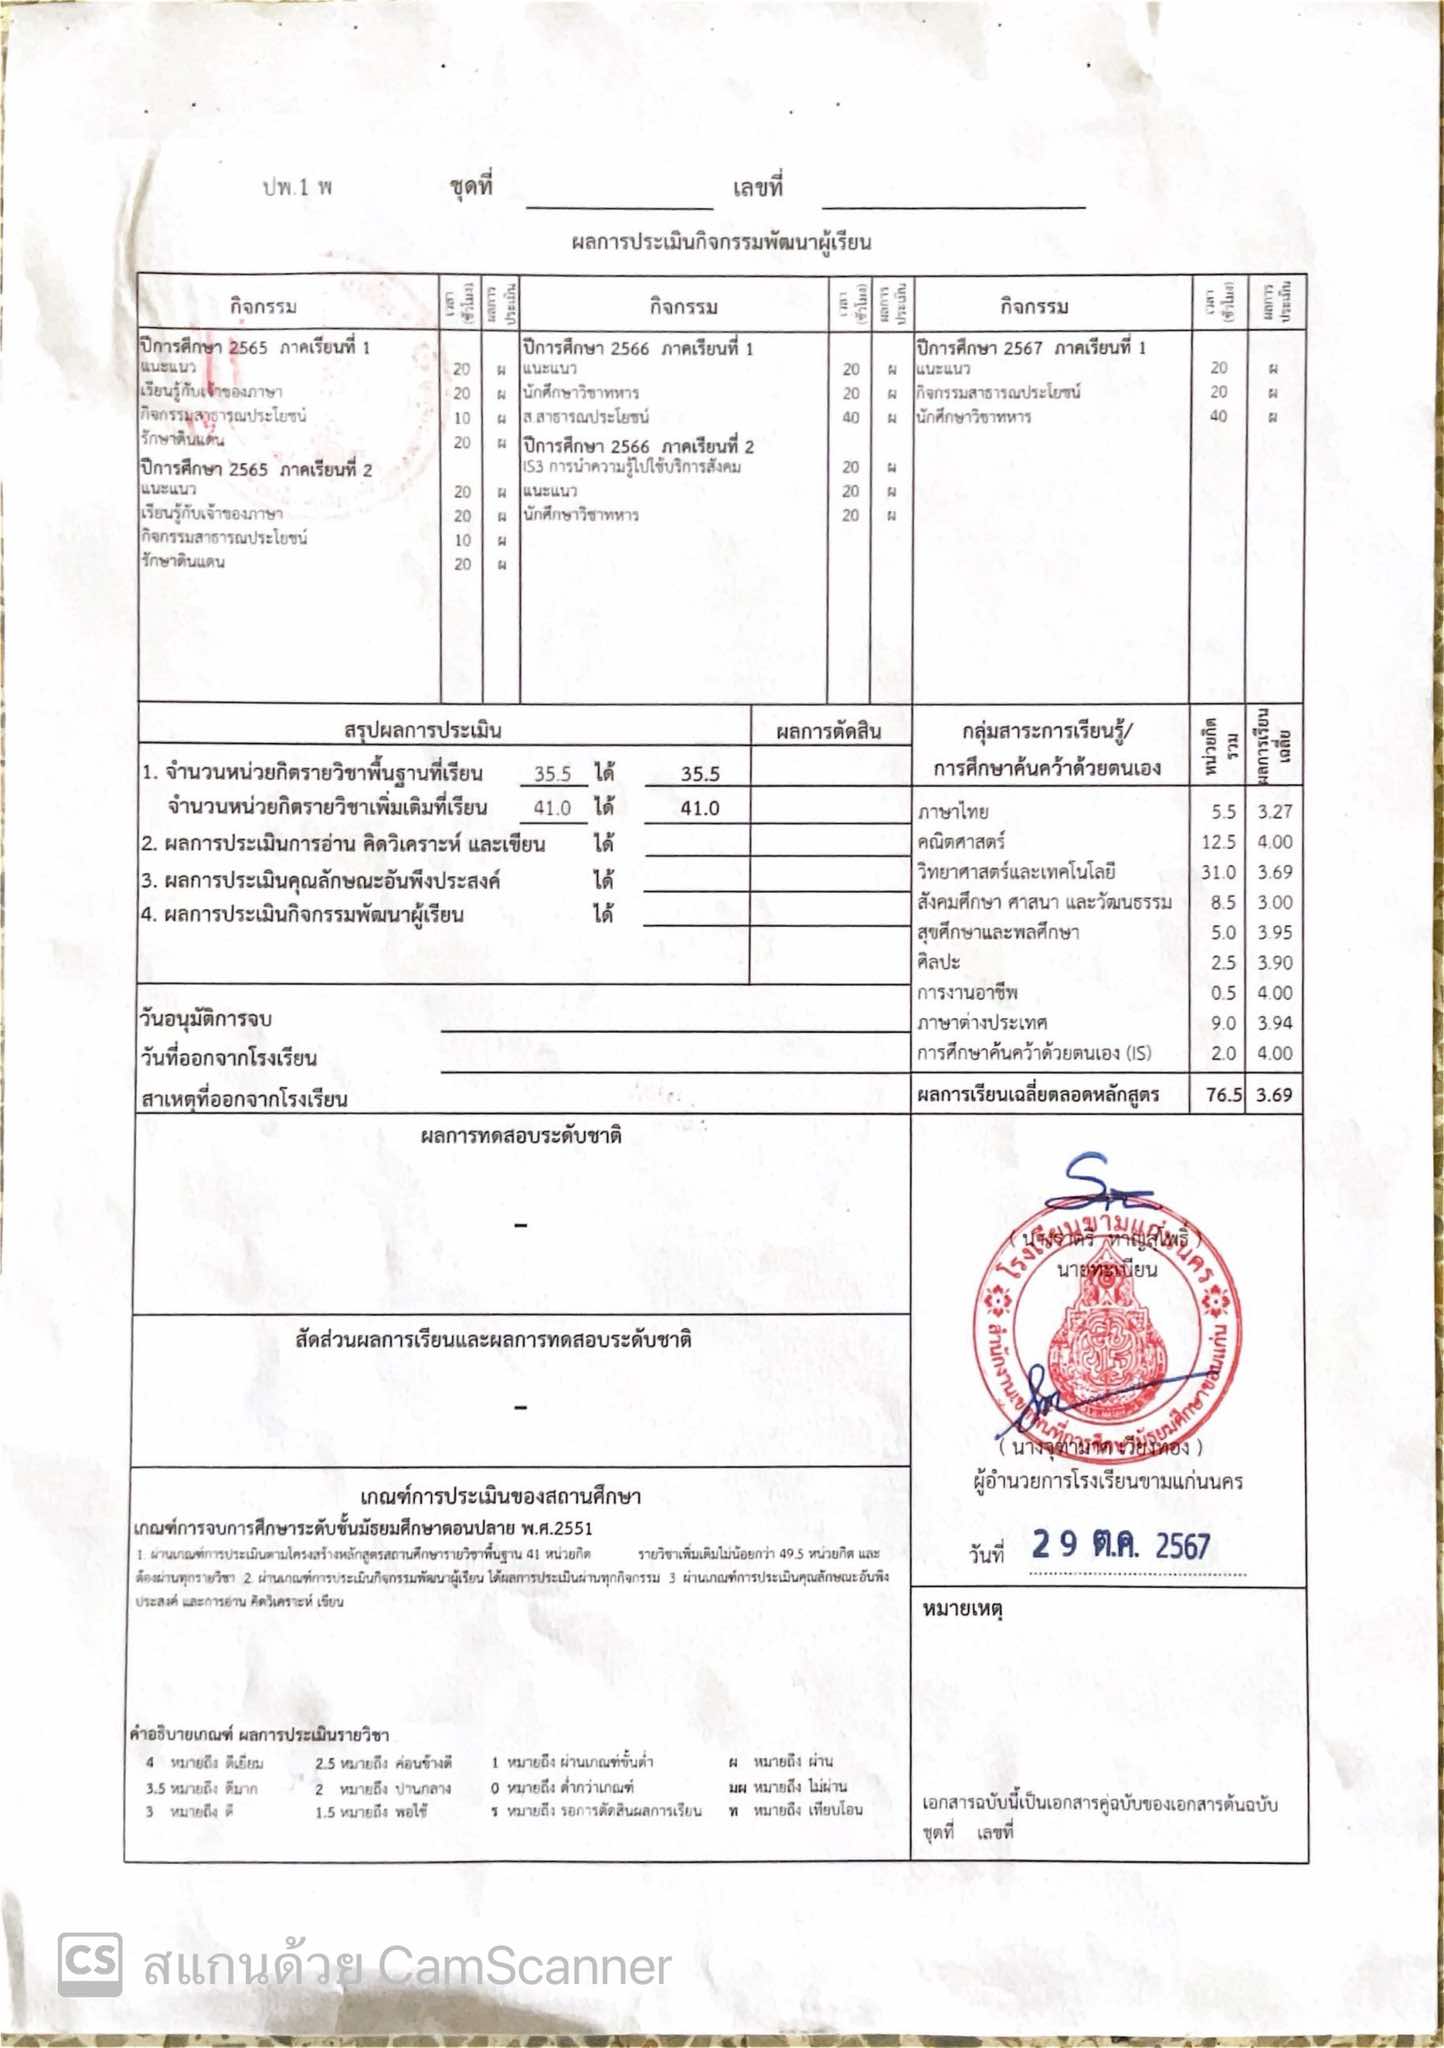 ปพ.1 พ ชุดที่ เลขที่
ผลการประเมินกิจกรรมพัฒนาผู้เรียน
กิจกรรม เวลา (ชั่วโมง) ผลการประเมิน กิจกรรม เวลา (ชั่วโมง) ผลการประเมิน กิจกรรม เวลา (ชั่วโมง) ผลการประเมิน
ปีการศึกษา 2565 ภาคเรียนที่ 1
แนะแนว 20 ผ
เรียนรู้กับเจ้าของภาษา 20 ผ
กิจกรรมสาธารณประโยชน์ 10 ผ
รักษาดินแดน 20 ผ
ปีการศึกษา 2565 ภาคเรียนที่ 2
แนะแนว 20 ผ
เรียนรู้กับเจ้าของภาษา 20 ผ
กิจกรรมสาธารณประโยชน์ 10 ผ
รักษาดินแดน 20 ผ
ปีการศึกษา 2566 ภาคเรียนที่ 1
แนะแนว 20 ผ
นักศึกษาวิชาทหาร 20 ผ
ส.สาธารณประโยชน์ 40 ผ
ปีการศึกษา 2566 ภาคเรียนที่ 2
IS3 การนำความรู้ไปใช้บริการสังคม 20 ผ
แนะแนว 20 ผ
นักศึกษาวิชาทหาร 20 ผ
ปีการศึกษา 2567 ภาคเรียนที่ 1
แนะแนว 20 ผ
กิจกรรมสาธารณประโยชน์ 20 ผ
นักศึกษาวิชาทหาร 40 ผ
สรุปผลการประเมิน ผลการตัดสิน
1. จำนวนหน่วยกิตรายวิชาพื้นฐานที่เรียน 35.5 ได้ 35.5
จำนวนหน่วยกิตรายวิชาเพิ่มเติมที่เรียน 41.0 ได้ 41.0
2. ผลการประเมินการอ่าน คิดวิเคราะห์ และเขียน ได้
3. ผลการประเมินคุณลักษณะอันพึงประสงค์ ได้
4. ผลการประเมินกิจกรรมพัฒนาผู้เรียน ได้
วันอนุมัติการจบ
วันที่ออกจากโรงเรียน
สาเหตุที่ออกจากโรงเรียน
กลุ่มสาระการเรียนรู้/ หน่วยกิตรวม ผลการเรียนเฉลี่ย
การศึกษาค้นคว้าด้วยตนเอง
ภาษาไทย 5.5 3.27
คณิตศาสตร์ 12.5 4.00
วิทยาศาสตร์และเทคโนโลยี 31.0 3.69
สังคมศึกษา ศาสนา และวัฒนธรรม 8.5 3.00
สุขศึกษาและพลศึกษา 5.0 3.95
ศิลปะ 2.5 3.90
การงานอาชีพ 0.5 4.00
ภาษาต่างประเทศ 9.0 3.94
การศึกษาค้นคว้าด้วยตนเอง (IS) 2.0 4.00
ผลการเรียนเฉลี่ยตลอดหลักสูตร 76.5 3.69
ผลการทดสอบระดับชาติ
-
สัดส่วนผลการเรียนและผลการทดสอบระดับชาติ
-
เกณฑ์การประเมินของสถานศึกษา
เกณฑ์การจบการศึกษาระดับชั้นมัธยมศึกษาตอนปลาย พ.ศ.2551
1. ผ่านเกณฑ์การประเมินตามโครงสร้างหลักสูตรสถานศึกษารายวิชาพื้นฐาน 41 หน่วยกิต รายวิชาเพิ่มเติมไม่น้อยกว่า 49.5 หน่วยกิต และ
ต้องผ่านทุกรายวิชา 2 ผ่านเกณฑ์การประเมินกิจกรรมพัฒนาผู้เรียน ได้ผลการประเมินผ่านทุกกิจกรรม 3 ผ่านเกณฑ์การประเมินคุณลักษณะอันพึง
ประสงค์ และการอ่าน คิดวิเคราะห์ เขียน
คำอธิบายเกณฑ์ ผลการประเมินรายวิชา
4 หมายถึง ดีเยี่ยม 2.5 หมายถึง ค่อนข้างดี 1 หมายถึง ผ่านเกณฑ์ขั้นต่ำ ผ หมายถึง ผ่าน
3.5 หมายถึง ดีมาก 2 หมายถึง ปานกลาง 0 หมายถึง ต่ำกว่าเกณฑ์ มผ หมายถึง ไม่ผ่าน
3 หมายถึง ดี 1.5 หมายถึง พอใช้ ร หมายถึง รอการตัดสินผลการเรียน ท หมายถึง เทียบโอน
โรงเรียนขามแก่นนคร
สำนักงานเขตพื้นที่การศึกษามัธยมศึกษาขอนแก่น
( นางราตรี หาญสุโพธิ์ )
นายทะเบียน
( นางจุฑามาศ เวียงทอง )
ผู้อำนวยการโรงเรียนขามแก่นนคร
วันที่ 29 ต.ค. 2567
หมายเหตุ
เอกสารฉบับนี้เป็นเอกสารคู่ฉบับของเอกสารต้นฉบับ
ชุดที่ เลขที่
CS สแกนด้วย CamScanner